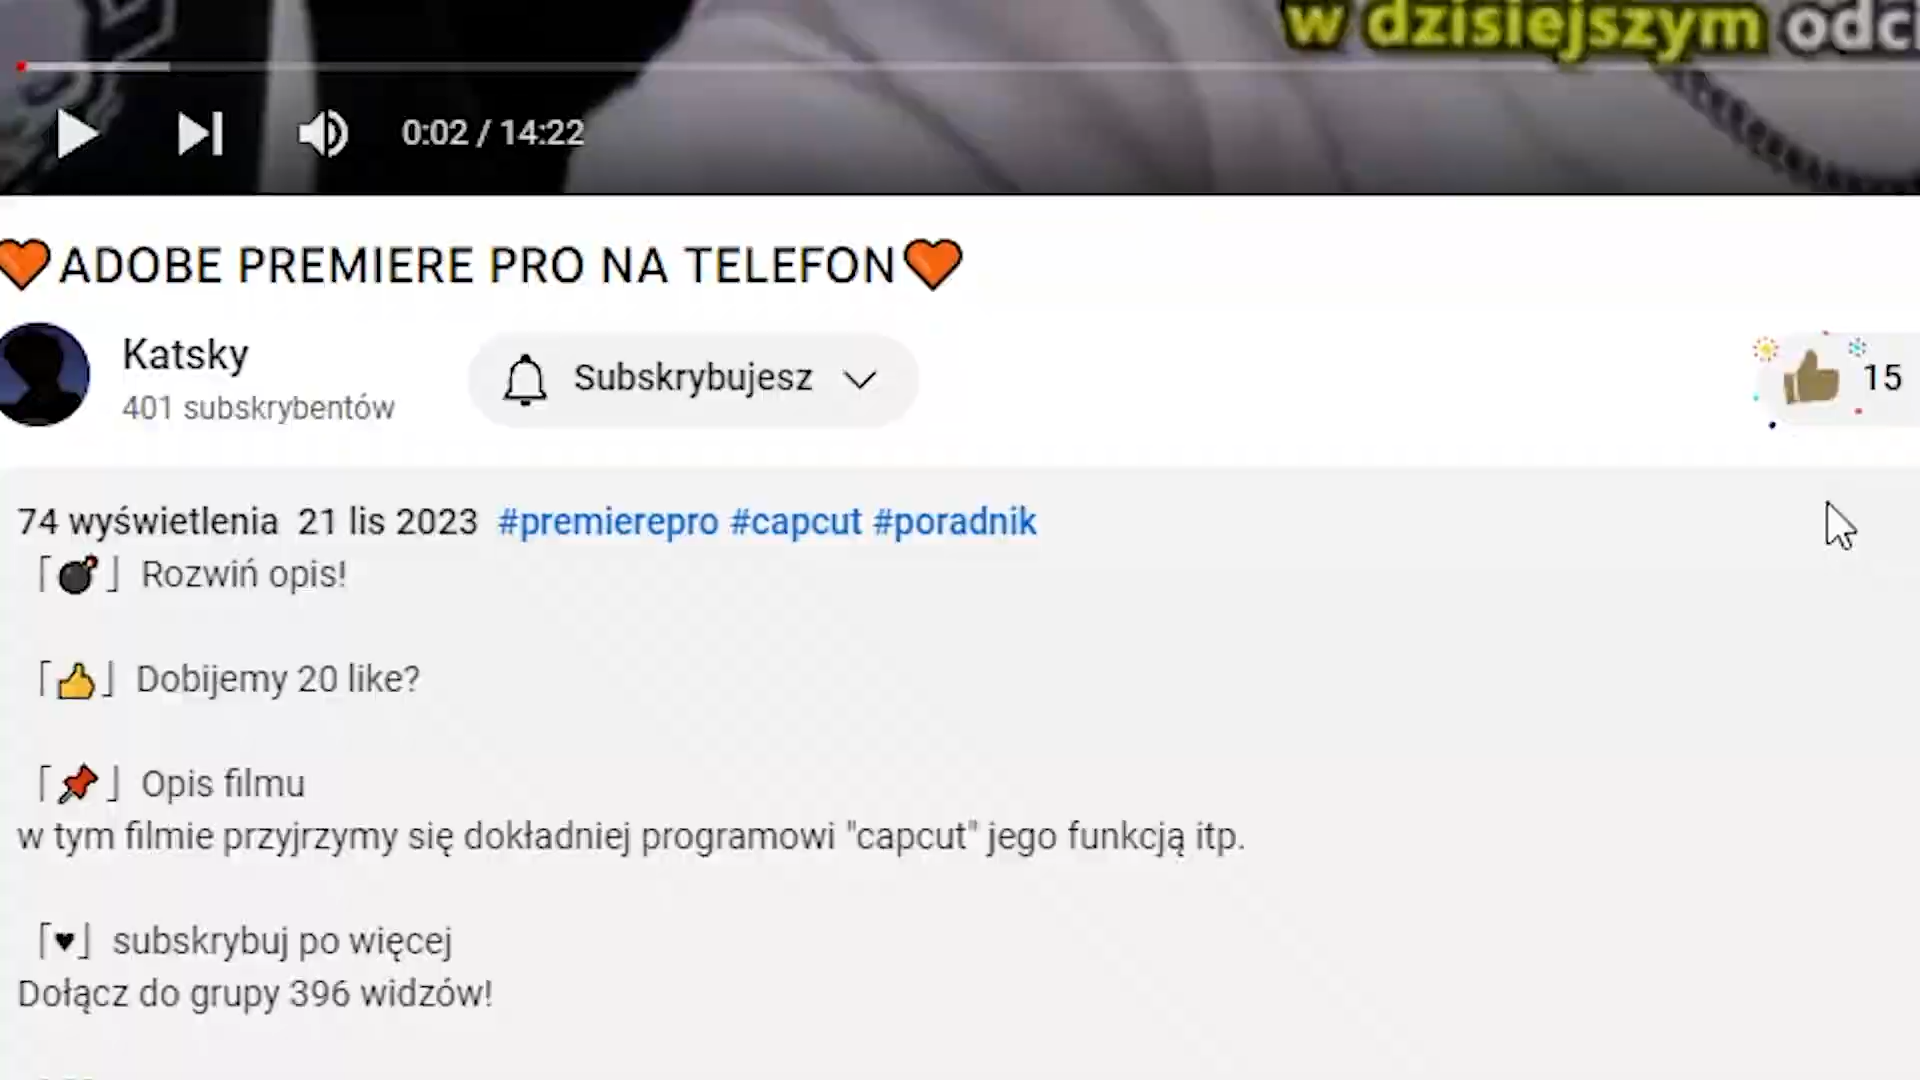 w dzisiejszym
0:02 / 14:22
🧡ADOBE PREMIERE PRO NA TELEFON🧡
Katsky
401 subskrybentów
Subskrybujesz
15
74 wyświetlenia 21 lis 2023 #premierepro #capcut #poradnik
「💣」 Rozwiń opis!
「👍」 Dobijemy 20 like?
「📌」 Opis filmu
w tym filmie przyjrzymy się dokładniej programowi "capcut" jego funkcją itp.
「♥」 subskrybuj po więcej
Dołącz do grupy 396 widzów!